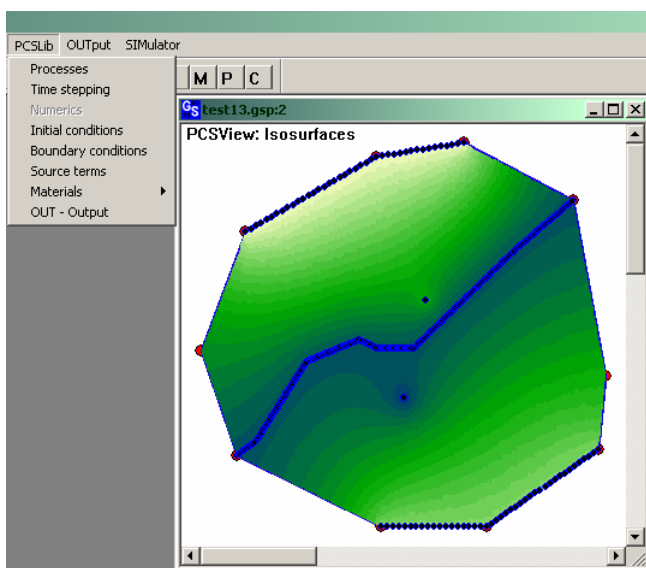 PCSLib OUTput SIMulator
Processes
Time stepping
Numerics
Initial conditions
Boundary conditions
Source terms
Materials
OUT - Output
M P C
GS test13.gsp:2
PCSView: Isosurfaces